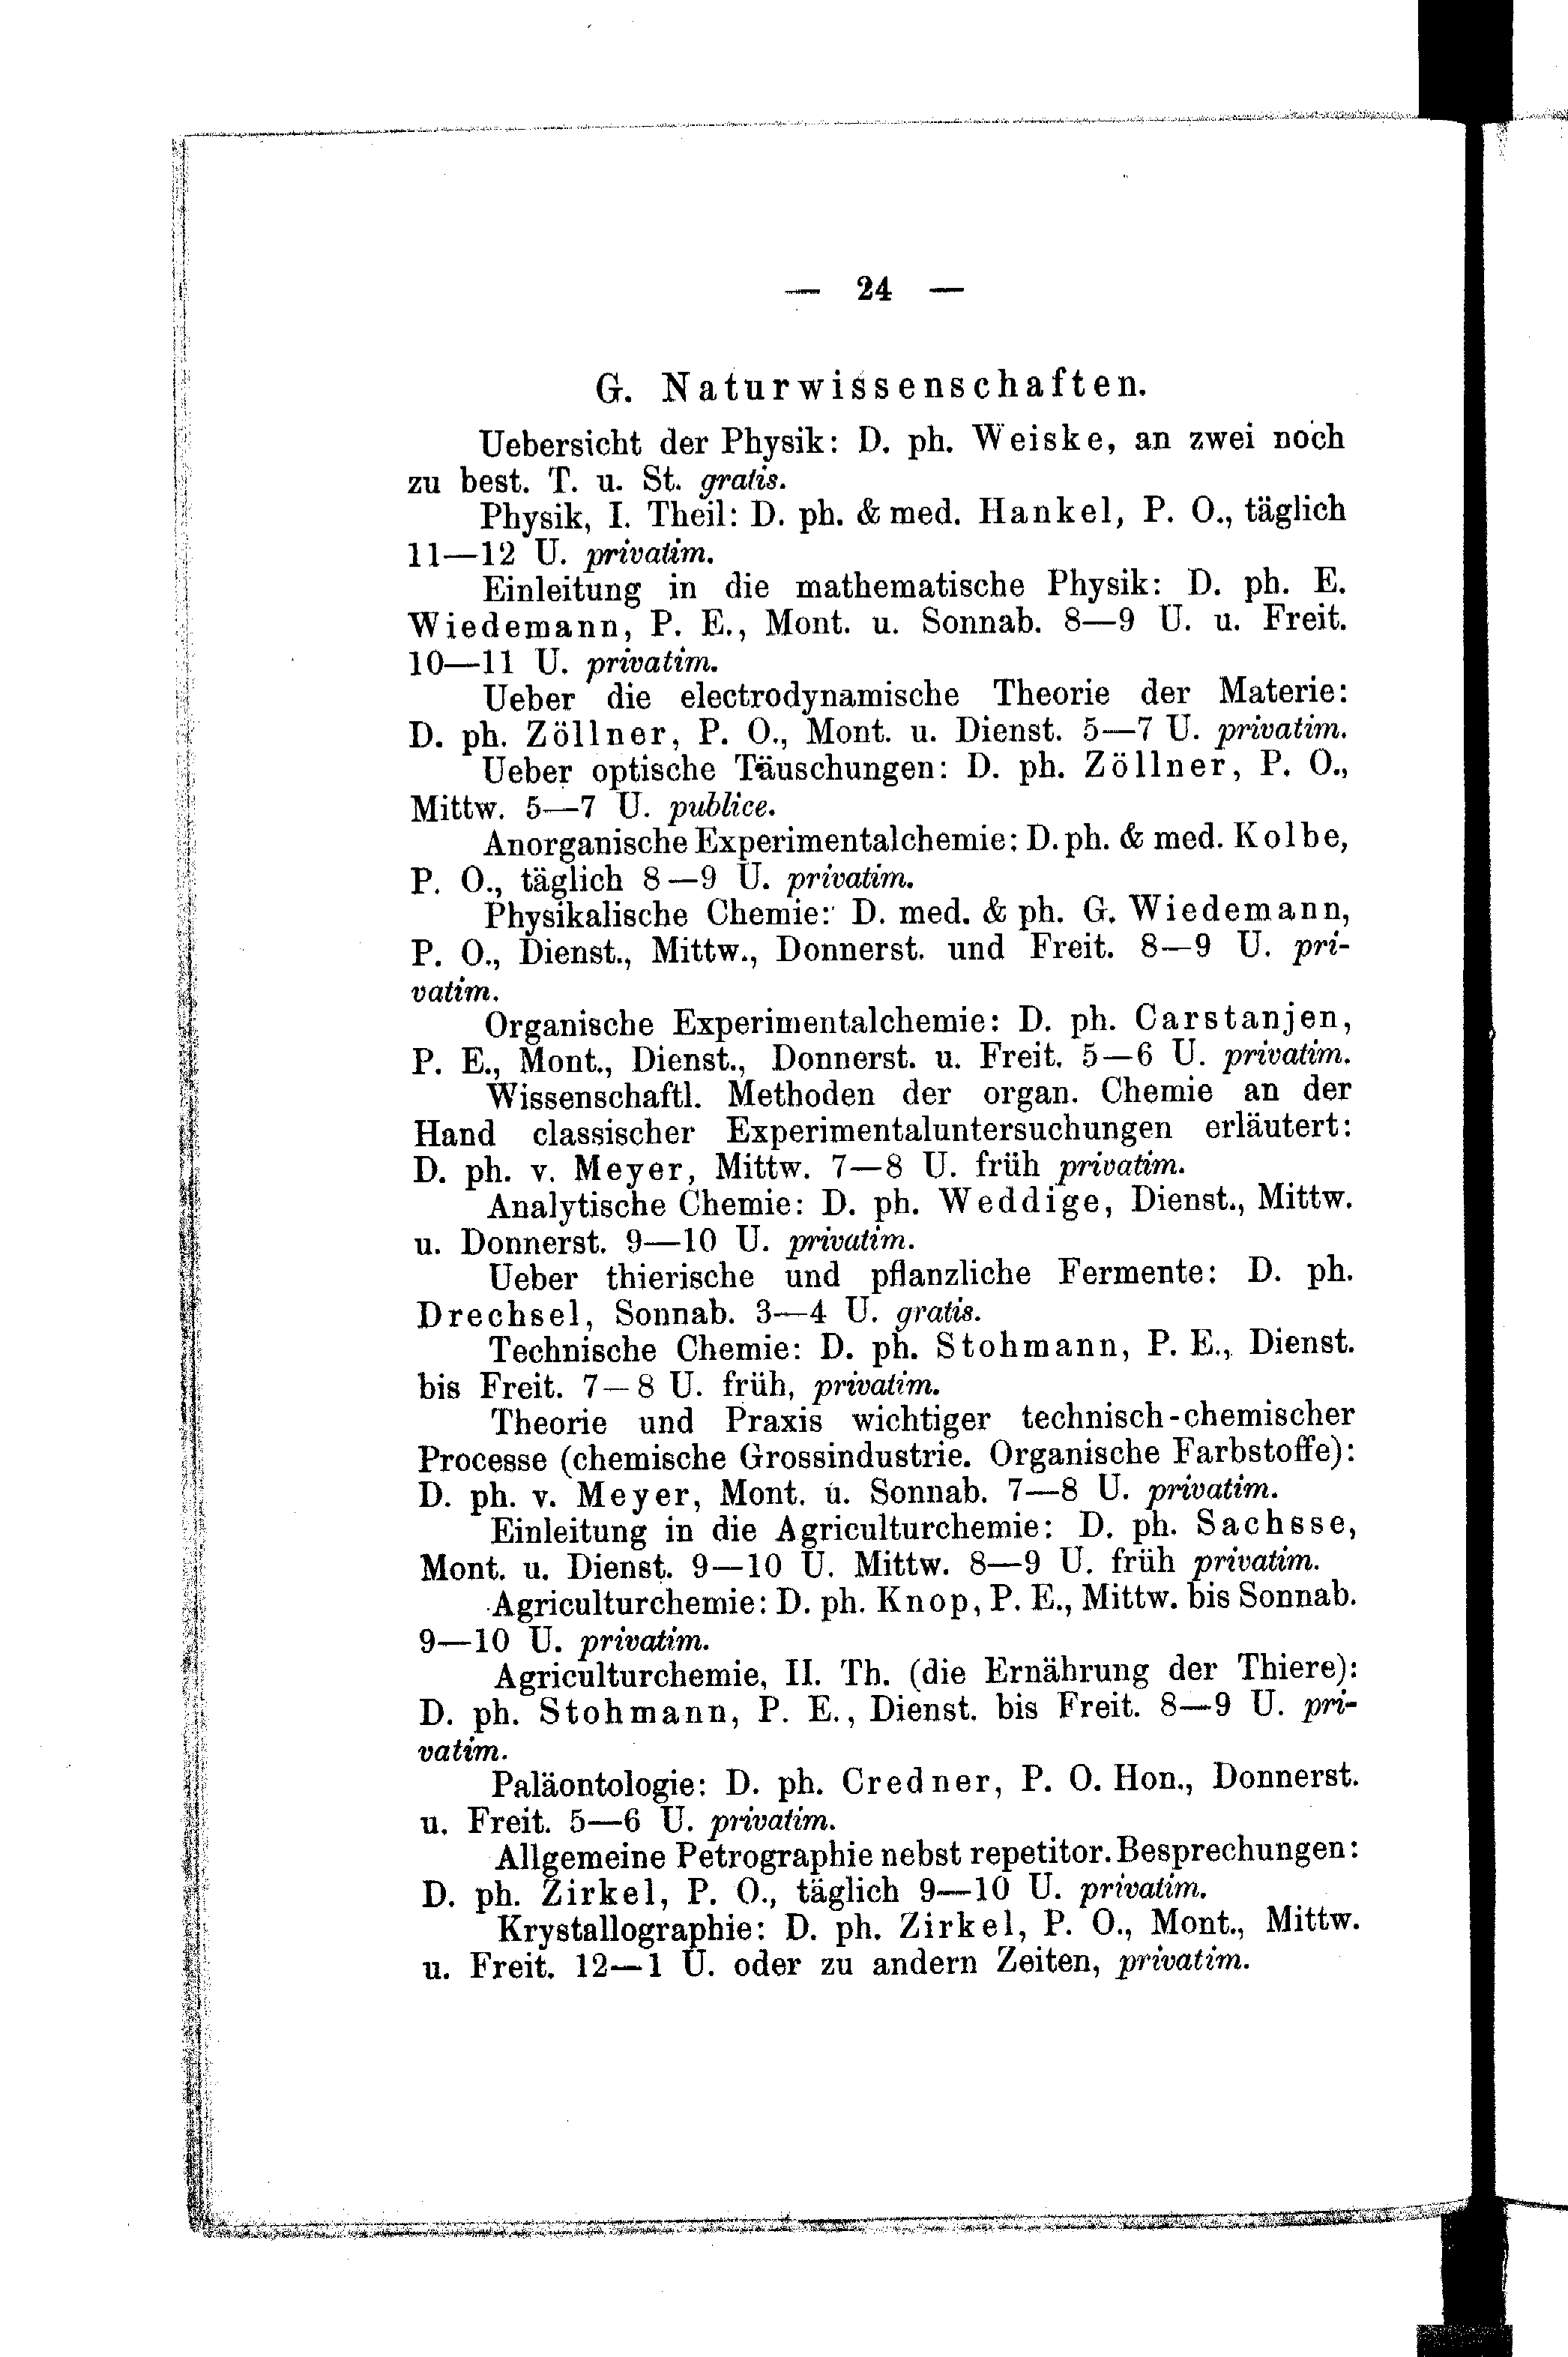 — 24 —
G. Naturwissenschaften.
Uebersicht der Physik: D. ph. Weiske, an zwei noch
zu best. T. u. St. gratis.
Physik, I. Theil: D. ph. & med. Hankel, P. O., täglich
11—12 U. privatim.
Einleitung in die mathematische Physik: D. ph. E.
Wiedemann, P. E., Mont. u. Sonnab. 8—9 U. u. Freit.
10—11 U. privatim.
Ueber die electrodynamische Theorie der Materie:
D. ph. Zöllner, P. O., Mont. u. Dienst. 5—7 U. privatim.
Ueber optische Täuschungen: D. ph. Zöllner, P. O.,
Mittw. 5—7 U. publice.
Anorganische Experimentalchemie: D. ph. & med. Kolbe,
P. O., täglich 8—9 U. privatim.
Physikalische Chemie: D. med. & ph. G. Wiedemann,
P. O., Dienst., Mittw., Donnerst. und Freit. 8—9 U. pri-
vatim.
Organische Experimentalchemie: D. ph. Carstanjen,
P. E., Mont., Dienst., Donnerst. u. Freit. 5—6 U. privatim.
Wissenschaftl. Methoden der organ. Chemie an der
Hand classischer Experimentaluntersuchungen erläutert:
D. ph. v. Meyer, Mittw. 7—8 U. früh privatim.
Analytische Chemie: D. ph. Weddige, Dienst., Mittw.
u. Donnerst. 9—10 U. privatim.
Ueber thierische und pflanzliche Fermente: D. ph.
Drechsel, Sonnab. 3—4 U. gratis.
Technische Chemie: D. ph. Stohmann, P. E., Dienst.
bis Freit. 7—8 U. früh, privatim.
Theorie und Praxis wichtiger technisch-chemischer
Processe (chemische Grossindustrie. Organische Farbstoffe):
D. ph. v. Meyer, Mont. u. Sonnab. 7—8 U. privatim.
Einleitung in die Agriculturchemie: D. ph. Sachsse,
Mont. u. Dienst. 9—10 U. Mittw. 8—9 U. früh privatim.
Agriculturchemie: D. ph. Knop, P. E., Mittw. bis Sonnab.
9—10 U. privatim.
Agriculturchemie, II. Th. (die Ernährung der Thiere):
D. ph. Stohmann, P. E., Dienst. bis Freit. 8—9 U. pri-
vatim.
Paläontologie: D. ph. Credner, P. O. Hon., Donnerst.
u. Freit. 5—6 U. privatim.
Allgemeine Petrographie nebst repetitor. Besprechungen:
D. ph. Zirkel, P. O., täglich 9—10 U. privatim.
Krystallographie: D. ph. Zirkel, P. O., Mont., Mittw.
u. Freit. 12—1 U. oder zu andern Zeiten, privatim.